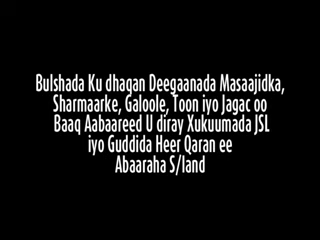 Bulshada Ku dhaqan Deegaanada Masaajidka,
Sharmaarke, Galoole, Toon iyo Jagac oo
Baaq Aabaareed U diray Xukuumada JSL
iyo Guddida Heer Qaran ee
Abaaraha S/land